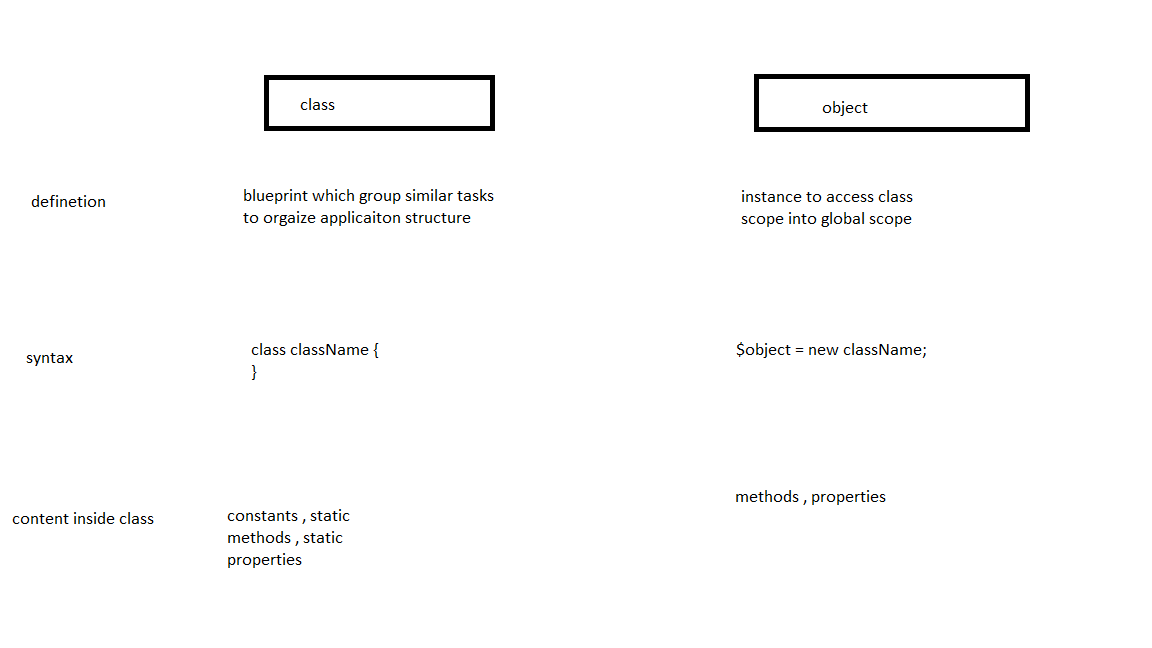 class
object
definetion
blueprint which group similar tasks
to orgaize applicaiton structure
instance to access class
scope into global scope
syntax
class className {
}
$object = new className;
content inside class
constants , static
methods , static
properties
methods , properties